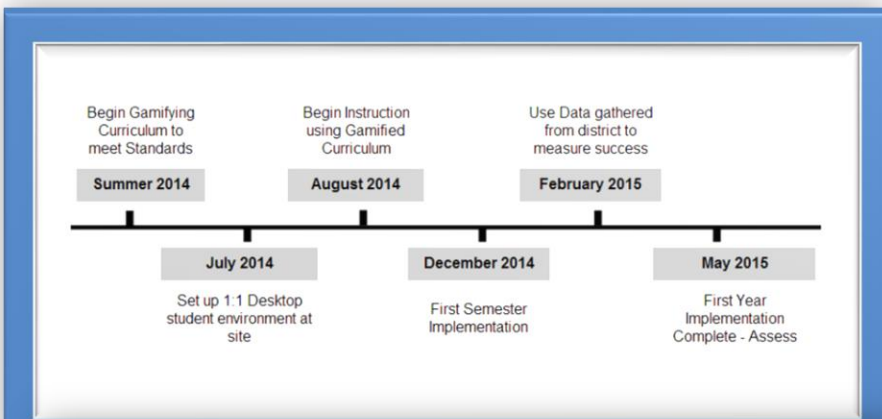 Begin Gamifying
Curriculum to
meet Standards
Summer 2014
Begin Instruction
using Gamified
Curriculum
August 2014
Use Data gathered
from district to
measure success
February 2015
July 2014
Set up 1:1 Desktop
student environment at
site
December 2014
First Semester
Implementation
May 2015
First Year
Implementation
Complete - Assess